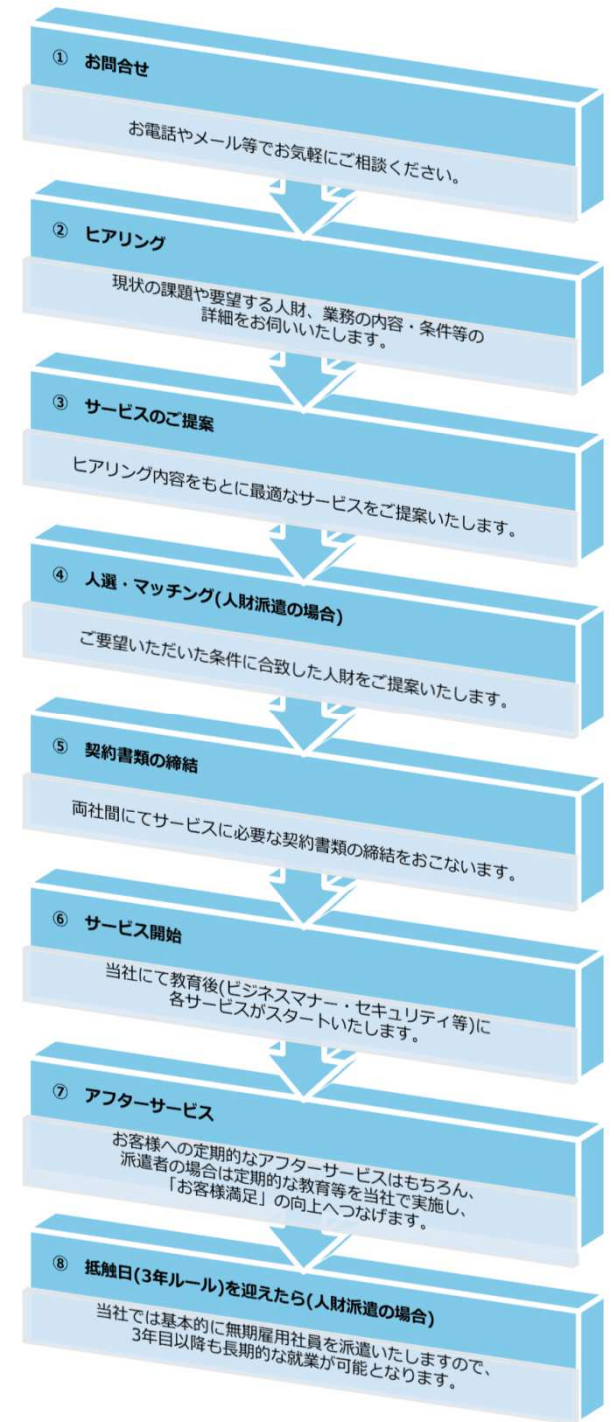 ① お問合せ
お電話やメール等でお気軽にご相談ください。
② ヒアリング
現状の課題や要望する人財、業務の内容・条件等の
詳細をお伺いいたします。
③ サービスのご提案
ヒアリング内容をもとに最適なサービスをご提案いたします。
④ 人選・マッチング(人財派遣の場合)
ご要望いただいた条件に合致した人財をご提案いたします。
⑤ 契約書類の締結
両社間にてサービスに必要な契約書類の締結をおこないます。
⑥ サービス開始
当社にて教育後(ビジネスマナー・セキュリティ等)に
各サービスがスタートいたします。
⑦ アフターサービス
お客様への定期的なアフターサービスはもちろん、
派遣者の場合は定期的な教育等を当社で実施し、
「お客様満足」の向上へつなげます。
⑧ 抵触日(3年ルール)を迎えたら(人財派遣の場合)
当社では基本的に無期雇用社員を派遣いたしますので、
3年目以降も長期的な就業が可能となります。